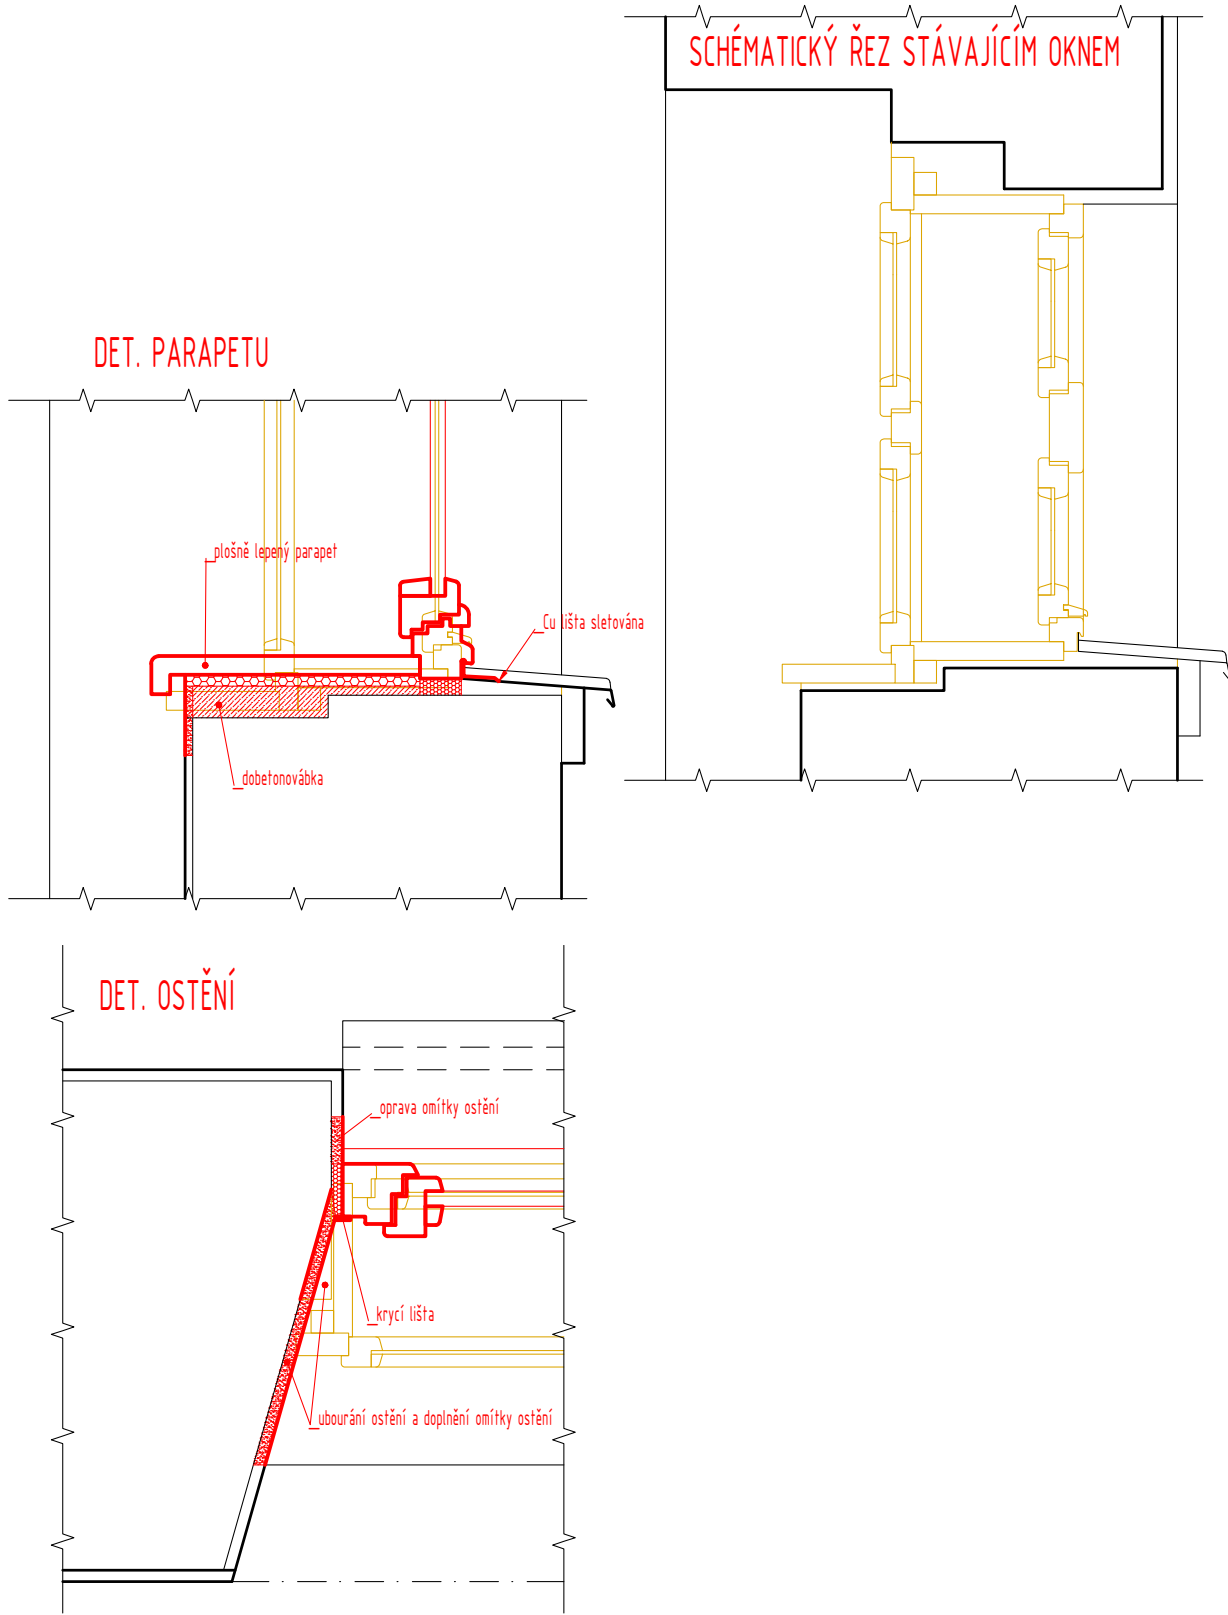 SCHÉMATICKÝ ŘEZ STÁVAJÍCÍM OKNEM
DET. PARAPETU
plošně lepený parapet
Cu lišta sletována
dobetonovábka
DET. OSTĚNÍ
oprava omítky ostění
krycí lišta
ubourání ostění a doplnění omítky ostění